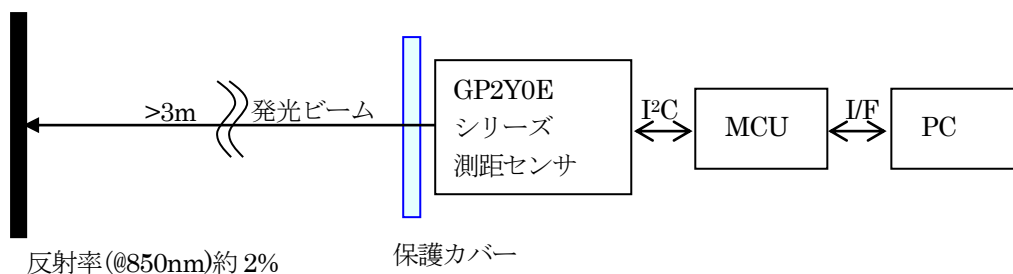 >3m
発光ビーム
GP2Y0E
シリーズ
測距センサ
I²C
MCU
I/F
PC
反射率(@850nm)約 2%
保護カバー